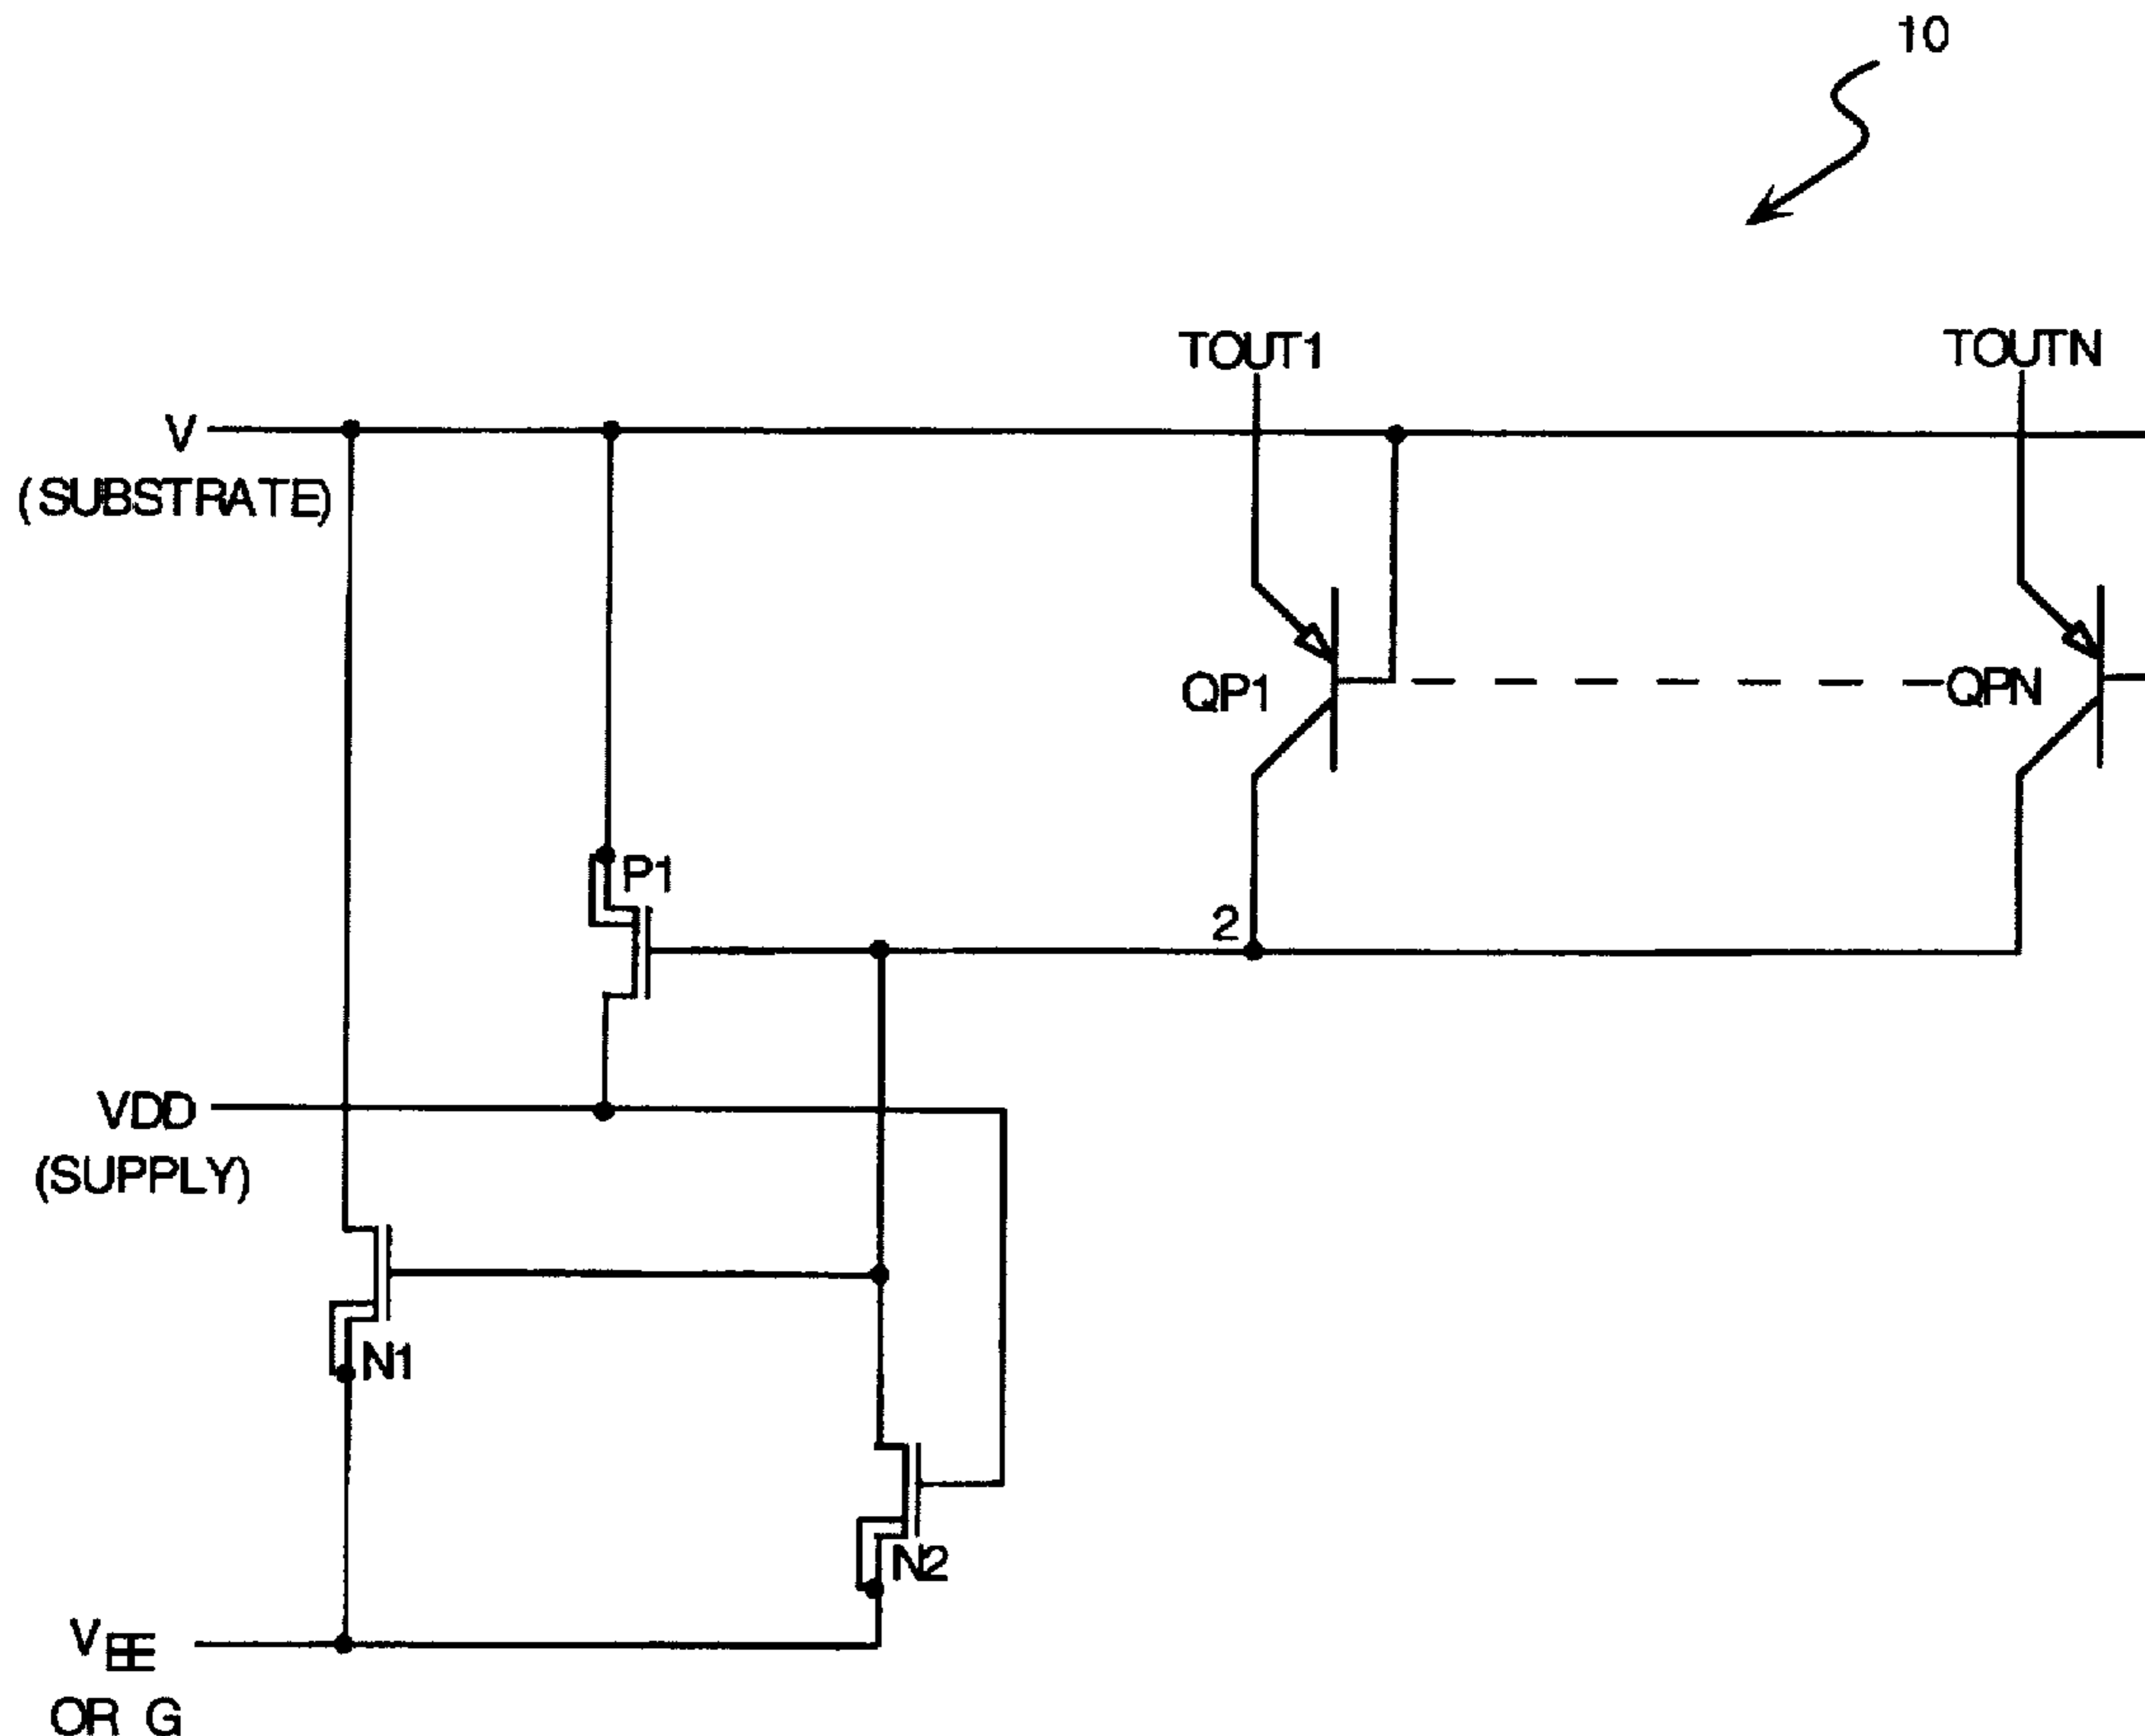 10
TOUT1
TOUTN
V
(SUBSTRATE)
QP1
QPN
P1
2
VDD
(SUPPLY)
N1
N2
VEE
OR G